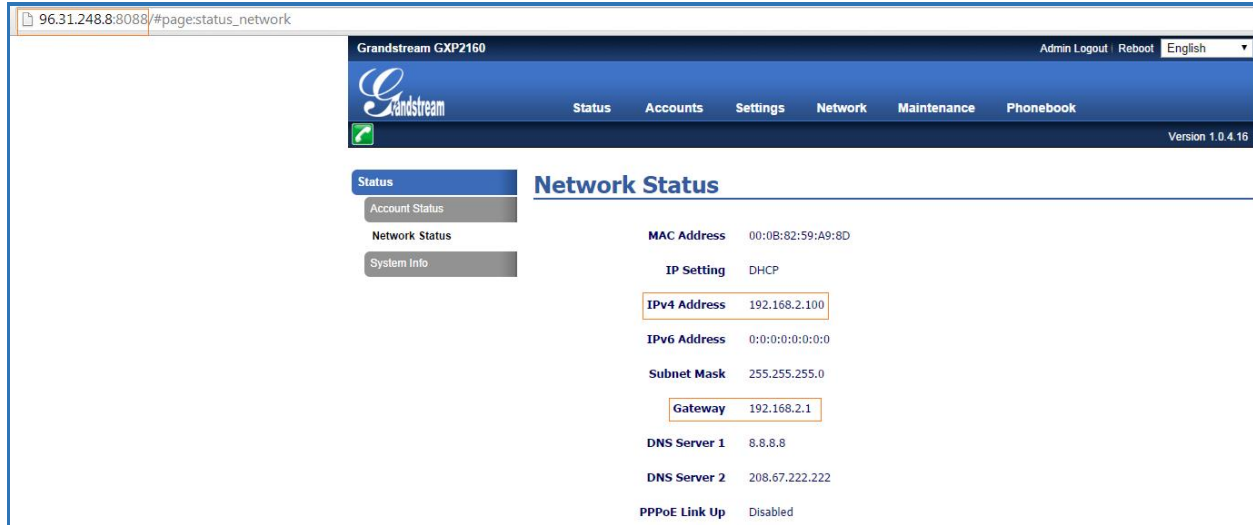 96.31.248.8:8088/#page:status_network
Grandstream GXP2160 Admin Logout | Reboot English
Grandstream
Status Accounts Settings Network Maintenance Phonebook
Version 1.0.4.16
Status
Account Status
Network Status
System Info
Network Status
MAC Address 00:0B:82:59:A9:8D
IP Setting DHCP
IPv4 Address 192.168.2.100
IPv6 Address 0:0:0:0:0:0:0:0
Subnet Mask 255.255.255.0
Gateway 192.168.2.1
DNS Server 1 8.8.8.8
DNS Server 2 208.67.222.222
PPPoE Link Up Disabled